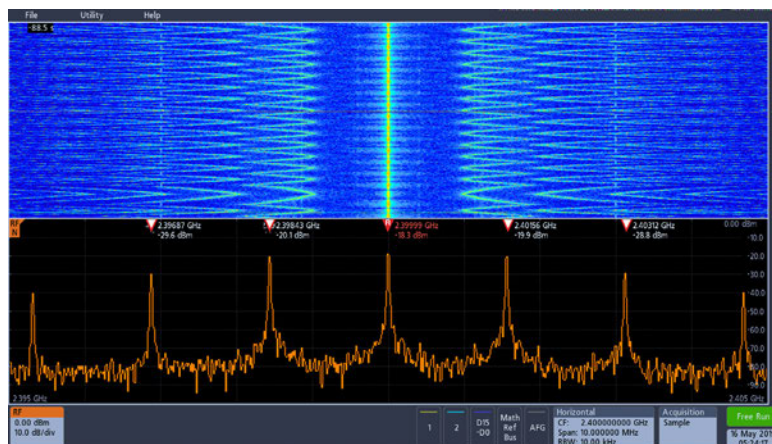 File Utility Help
-88.5 s
2.39687 GHz
-29.6 dBm
2.39843 GHz
-20.1 dBm
R
2.39999 GHz
-18.3 dBm
2.40156 GHz
-19.9 dBm
2.40312 GHz
-28.8 dBm
0.00 dBm
-10.0
-20.0
-30.0
-40.0
-50.0
-60.0
-70.0
-80.0
-90.0
2.395 GHz
2.405 GHz
RF
0.00 dBm
10.0 dB/div
1
2
D15
-D0
Math
Ref
Bus
AFG
Horizontal
CF: 2.400000000 GHz
Span: 10.000000 MHz
RBW: 10.00 kHz
Acquisition
Sample
Free Run
16 May